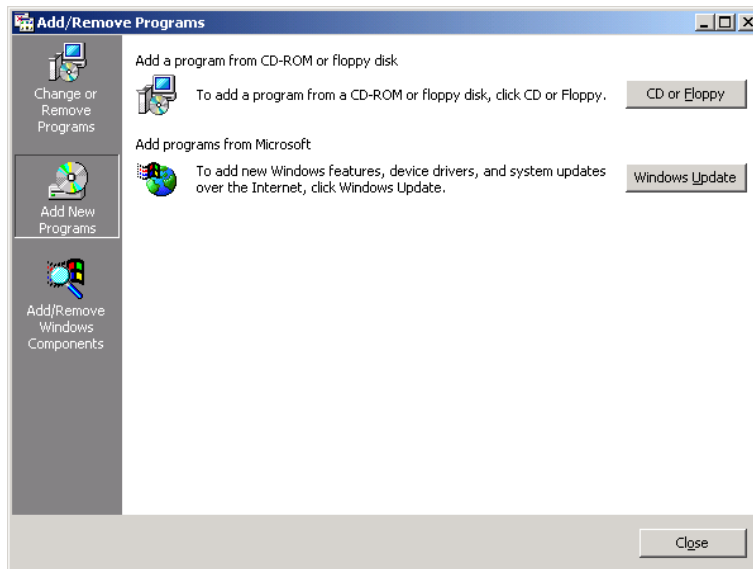 Add/Remove Programs
Change or
Remove
Programs
Add New
Programs
Add/Remove
Windows
Components
Add a program from CD-ROM or floppy disk
To add a program from a CD-ROM or floppy disk, click CD or Floppy.
CD or Floppy
Add programs from Microsoft
To add new Windows features, device drivers, and system updates
over the Internet, click Windows Update.
Windows Update
Close